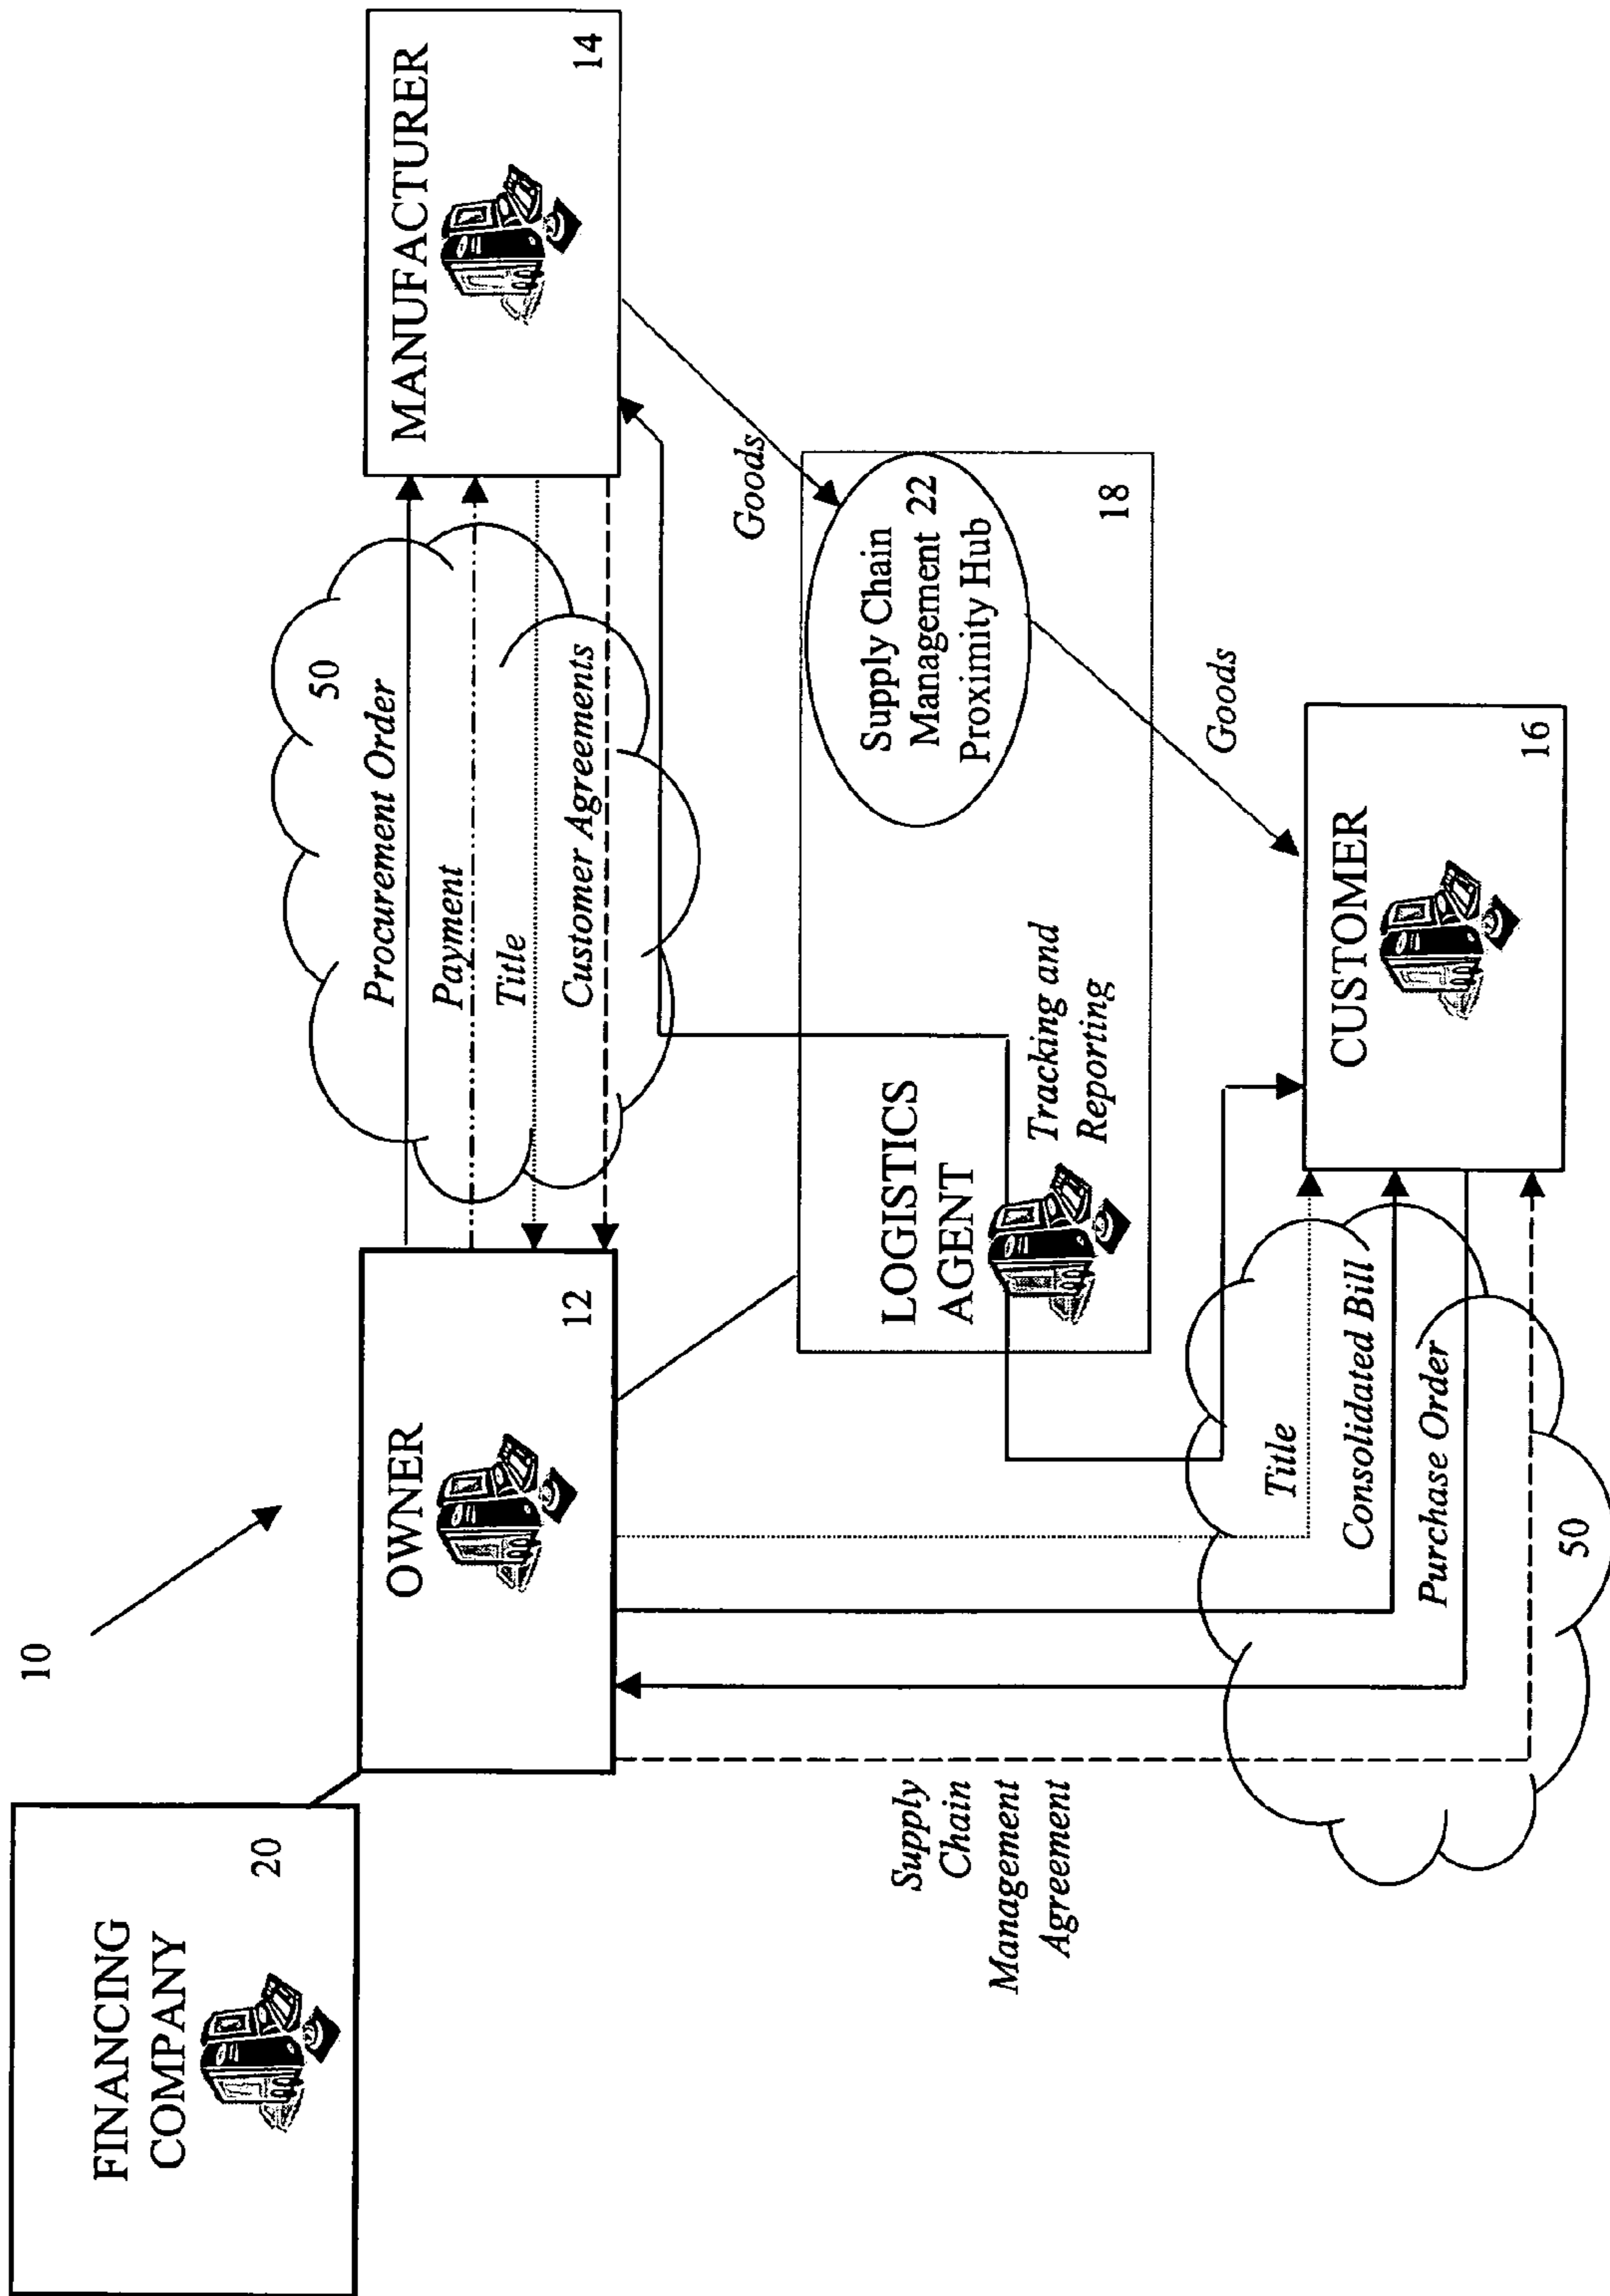 10
FINANCING
COMPANY
20
OWNER
12
MANUFACTURER
14
50
Procurement Order
Payment
Title
Customer Agreements
Goods
LOGISTICS
AGENT
Tracking and
Reporting
Supply Chain
Management 22
Proximity Hub
18
Goods
Supply
Chain
Management
Agreement
Title
Consolidated Bill
Purchase Order
50
CUSTOMER
16